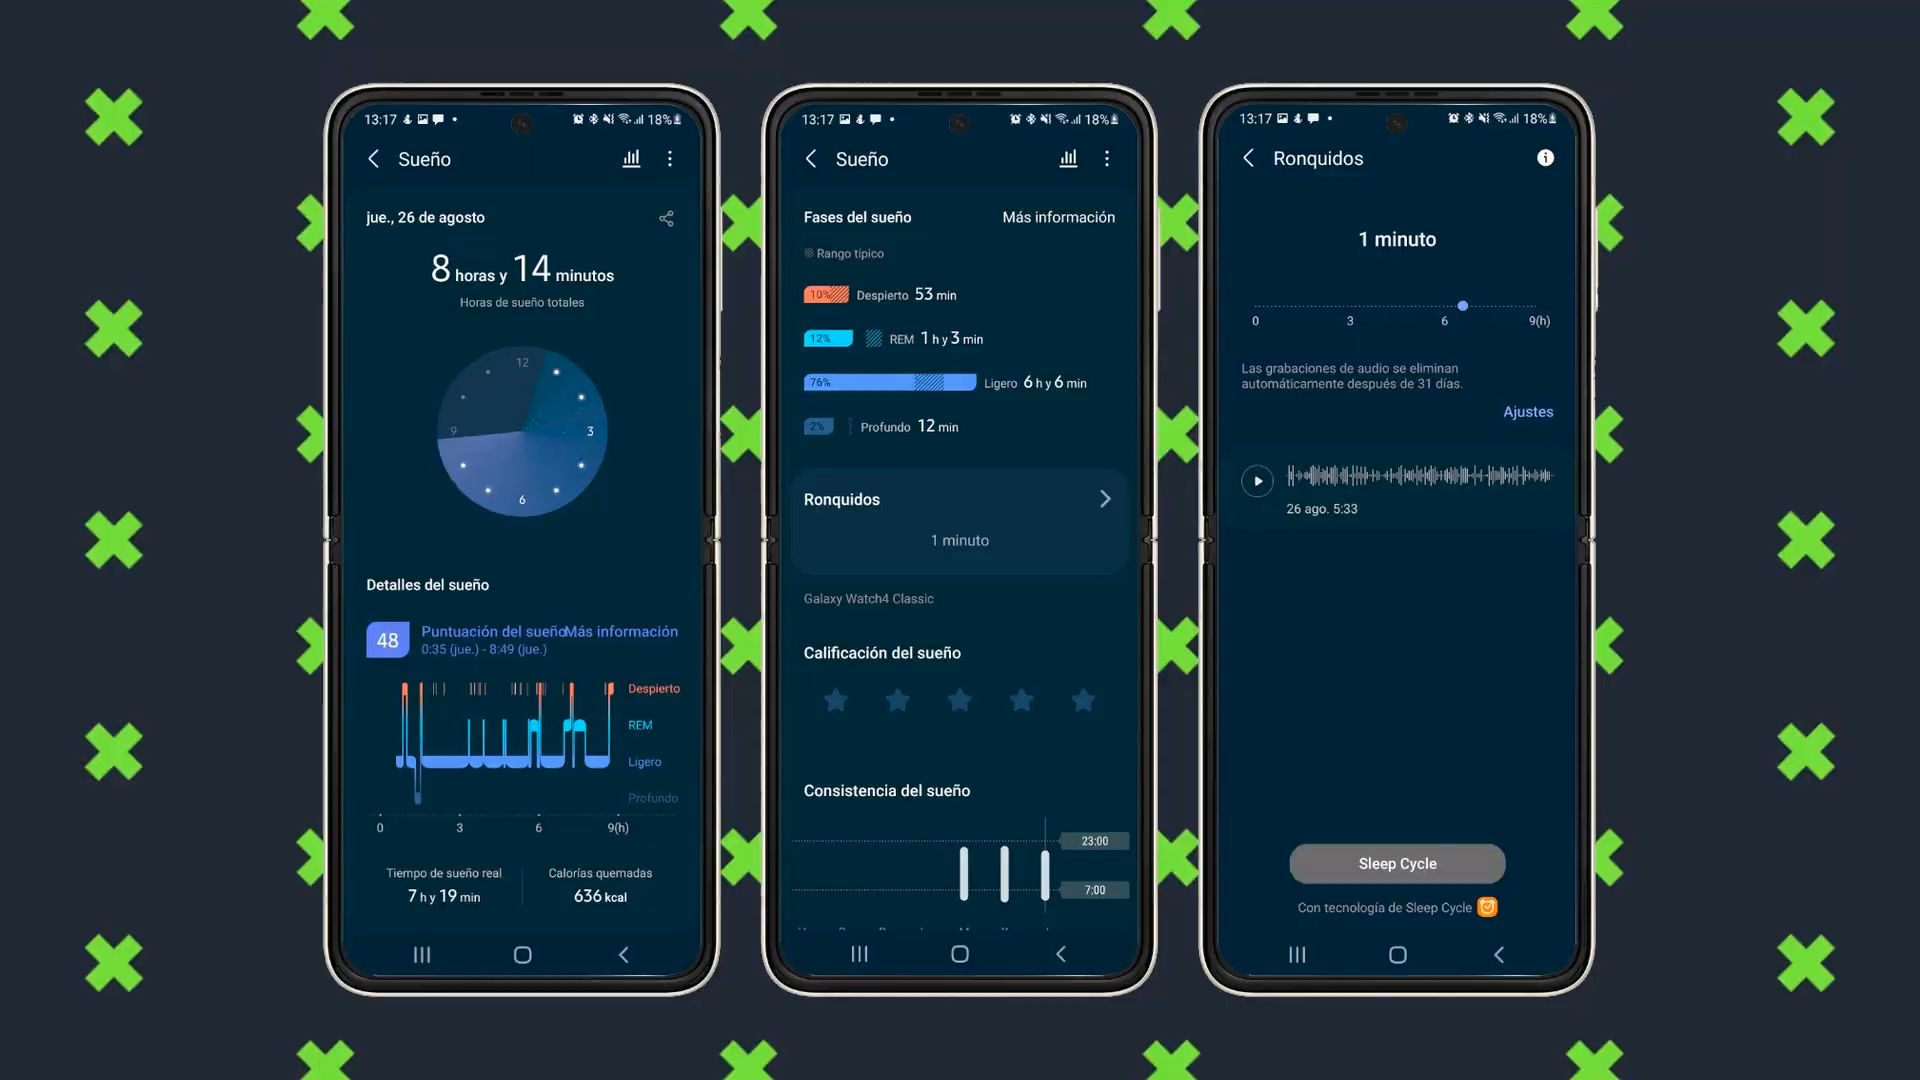 13:17
18%
Sueño
jue., 26 de agosto
8 horas y 14 minutos
Horas de sueño totales
12
3
6
9
Detalles del sueño
48
Puntuación del sueño
Más información
0:35 (jue.) - 8:49 (jue.)
Despierto
REM
Ligero
Profundo
0 3 6 9(h)
Tiempo de sueño real
7 h y 19 min
Calorías quemadas
636 kcal
13:17
18%
Sueño
Fases del sueño
Más información
Rango típico
10% Despierto 53 min
12% REM 1 h y 3 min
76% Ligero 6 h y 6 min
2% Profundo 12 min
Ronquidos
1 minuto
Galaxy Watch4 Classic
Calificación del sueño
Consistencia del sueño
23:00
7:00
13:17
18%
Ronquidos
1 minuto
0 3 6 9(h)
Las grabaciones de audio se eliminan
automáticamente después de 31 días.
Ajustes
26 ago. 5:33
Sleep Cycle
Con tecnología de Sleep Cycle